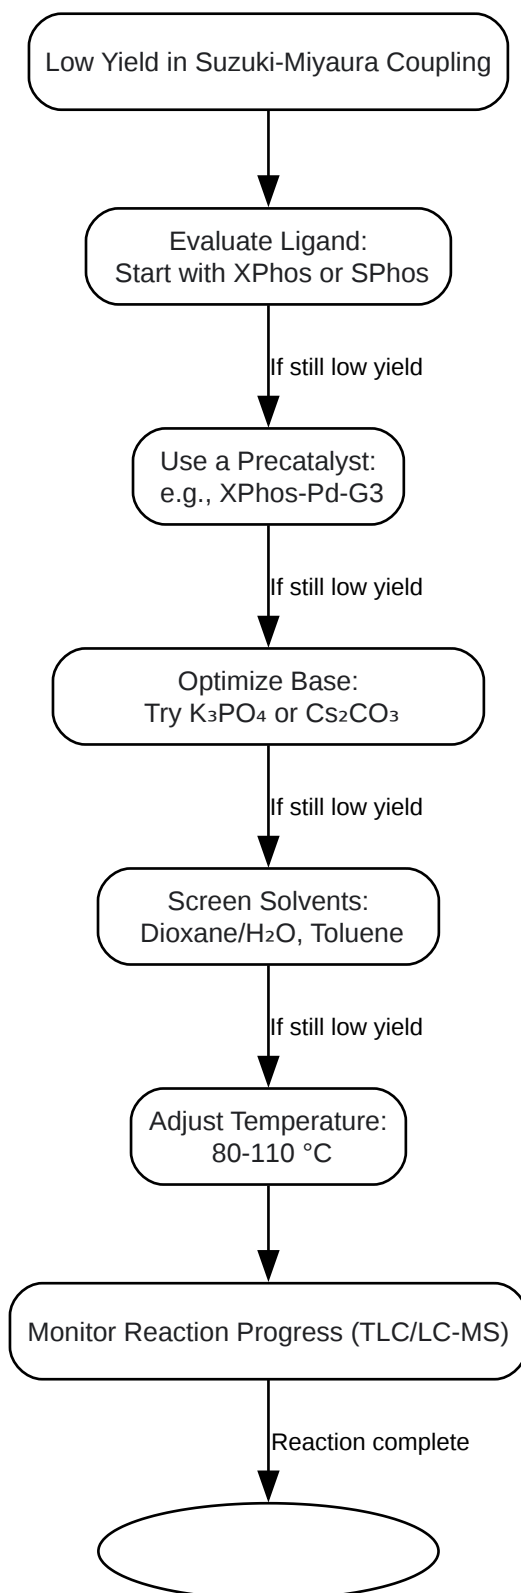 Low Yield in Suzuki-Miyaura Coupling
Evaluate Ligand:
Start with XPhos or SPhos
If still low yield
Use a Precatalyst:
e.g., XPhos-Pd-G3
If still low yield
Optimize Base:
Try K₃PO₄ or Cs₂CO₃
If still low yield
Screen Solvents:
Dioxane/H₂O, Toluene
If still low yield
Adjust Temperature:
80-110 °C
Monitor Reaction Progress (TLC/LC-MS)
Reaction complete